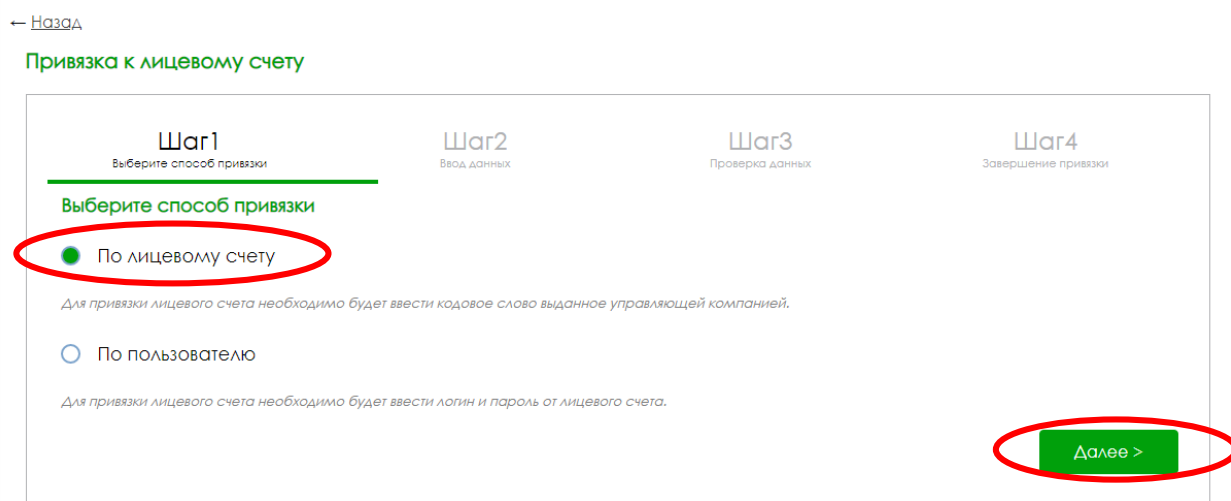 ← Назад
Привязка к лицевому счету
Шаг1 Шаг2 Шаг3 Шаг4
Выберите способ привязки Ввод данных Проверка данных Завершение привязки
Выберите способ привязки
По лицевому счету
Для привязки лицевого счета необходимо будет ввести кодовое слово выданное управляющей компанией.
По пользователю
Для привязки лицевого счета необходимо будет ввести логин и пароль от лицевого счета.
Далее >